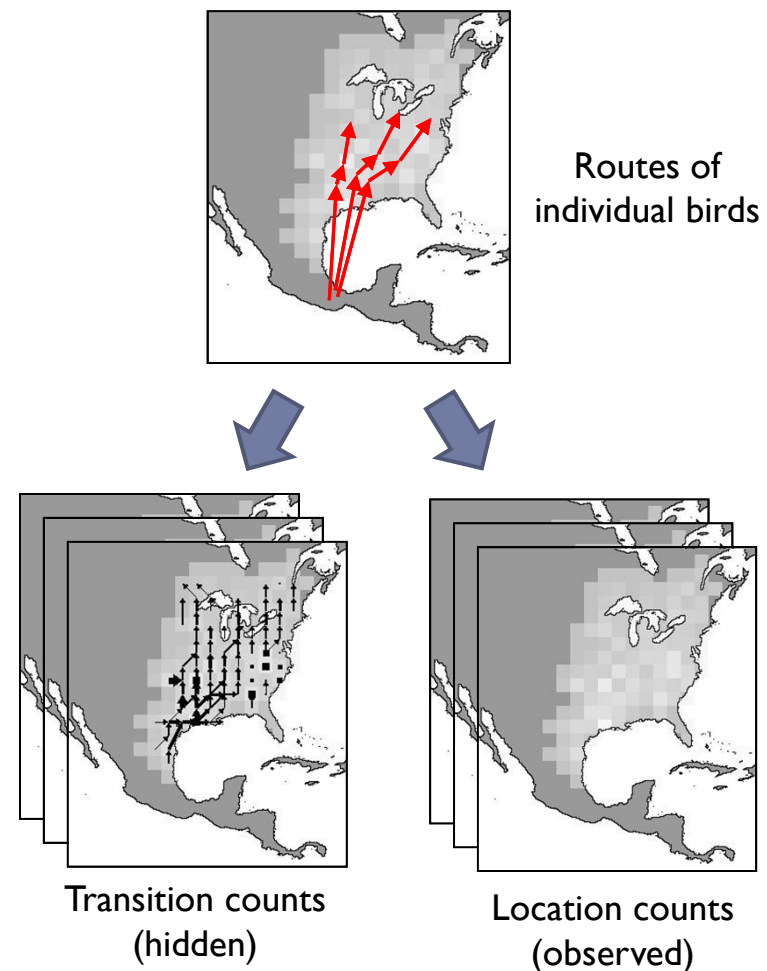 Routes of
individual birds
Transition counts
(hidden)
Location counts
(observed)